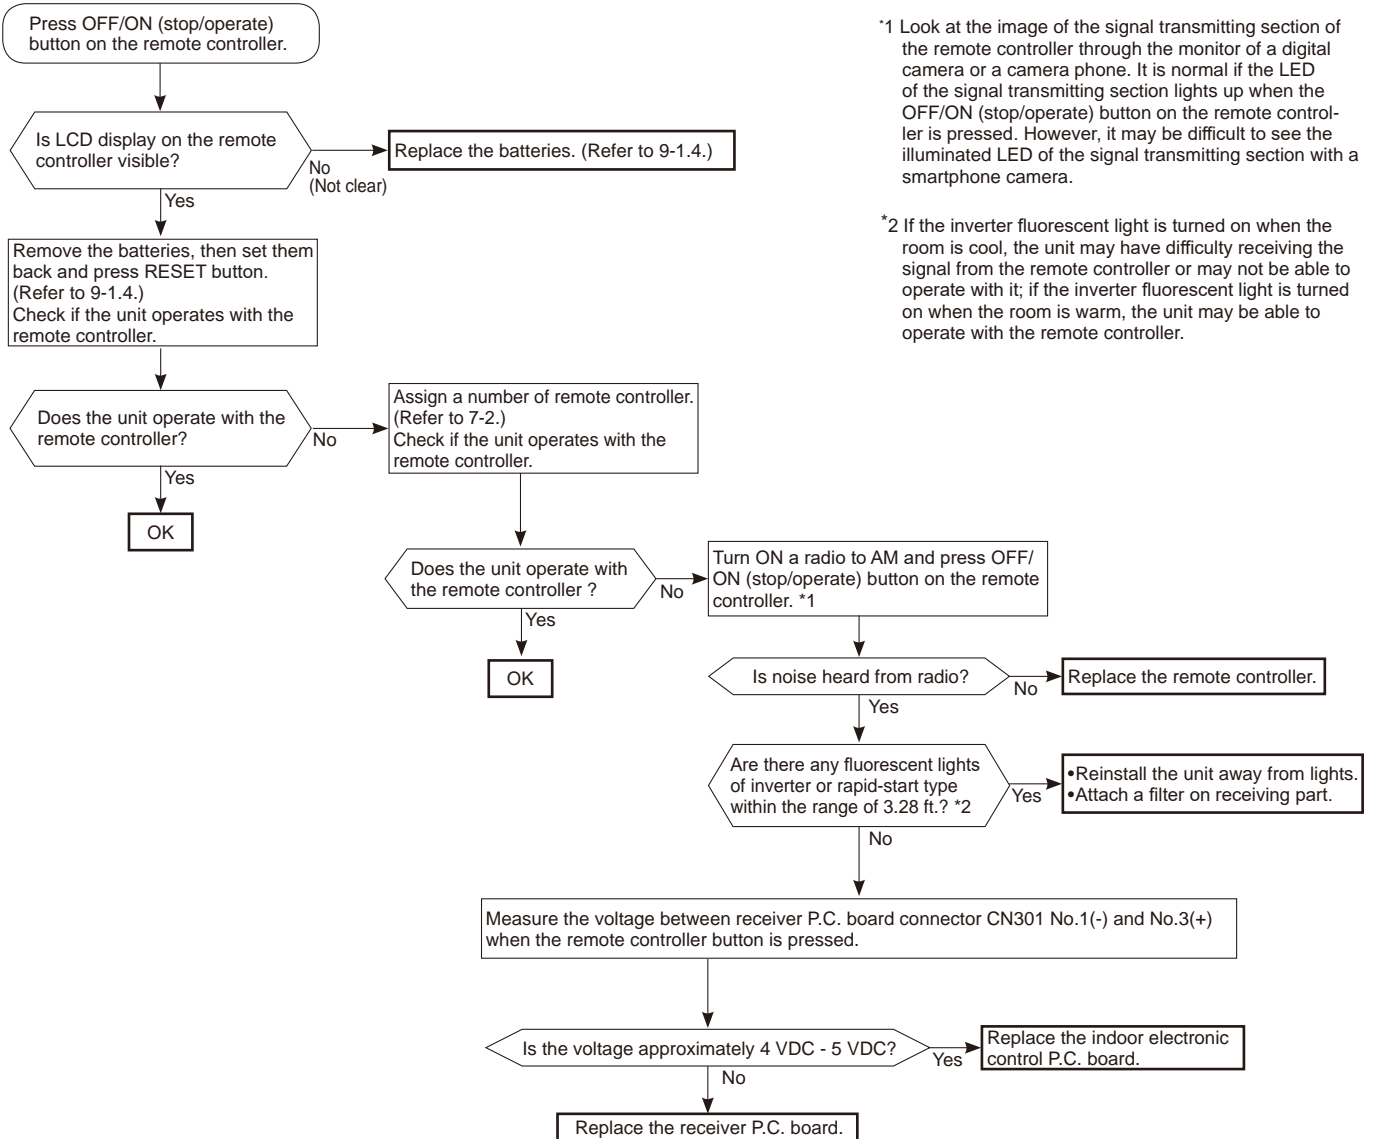 Press OFF/ON (stop/operate)
button on the remote controller.
Is LCD display on the remote
controller visible?
No
(Not clear)
Replace the batteries. (Refer to 9-1.4.)
Yes
Remove the batteries, then set them
back and press RESET button.
(Refer to 9-1.4.)
Check if the unit operates with the
remote controller.
Does the unit operate with the
remote controller?
No
Yes
OK
Assign a number of remote controller.
(Refer to 7-2.)
Check if the unit operates with the
remote controller.
Does the unit operate with
the remote controller ?
No
Yes
OK
Turn ON a radio to AM and press OFF/
ON (stop/operate) button on the remote
controller. *1
Is noise heard from radio?
No
Replace the remote controller.
Yes
Are there any fluorescent lights
of inverter or rapid-start type
within the range of 3.28 ft.? *2
Yes
•Reinstall the unit away from lights.
•Attach a filter on receiving part.
No
Measure the voltage between receiver P.C. board connector CN301 No.1(-) and No.3(+)
when the remote controller button is pressed.
Is the voltage approximately 4 VDC - 5 VDC?
Yes
Replace the indoor electronic
control P.C. board.
No
Replace the receiver P.C. board.
*1 Look at the image of the signal transmitting section of
the remote controller through the monitor of a digital
camera or a camera phone. It is normal if the LED
of the signal transmitting section lights up when the
OFF/ON (stop/operate) button on the remote control-
ler is pressed. However, it may be difficult to see the
illuminated LED of the signal transmitting section with a
smartphone camera.
*2 If the inverter fluorescent light is turned on when the
room is cool, the unit may have difficulty receiving the
signal from the remote controller or may not be able to
operate with it; if the inverter fluorescent light is turned
on when the room is warm, the unit may be able to
operate with the remote controller.